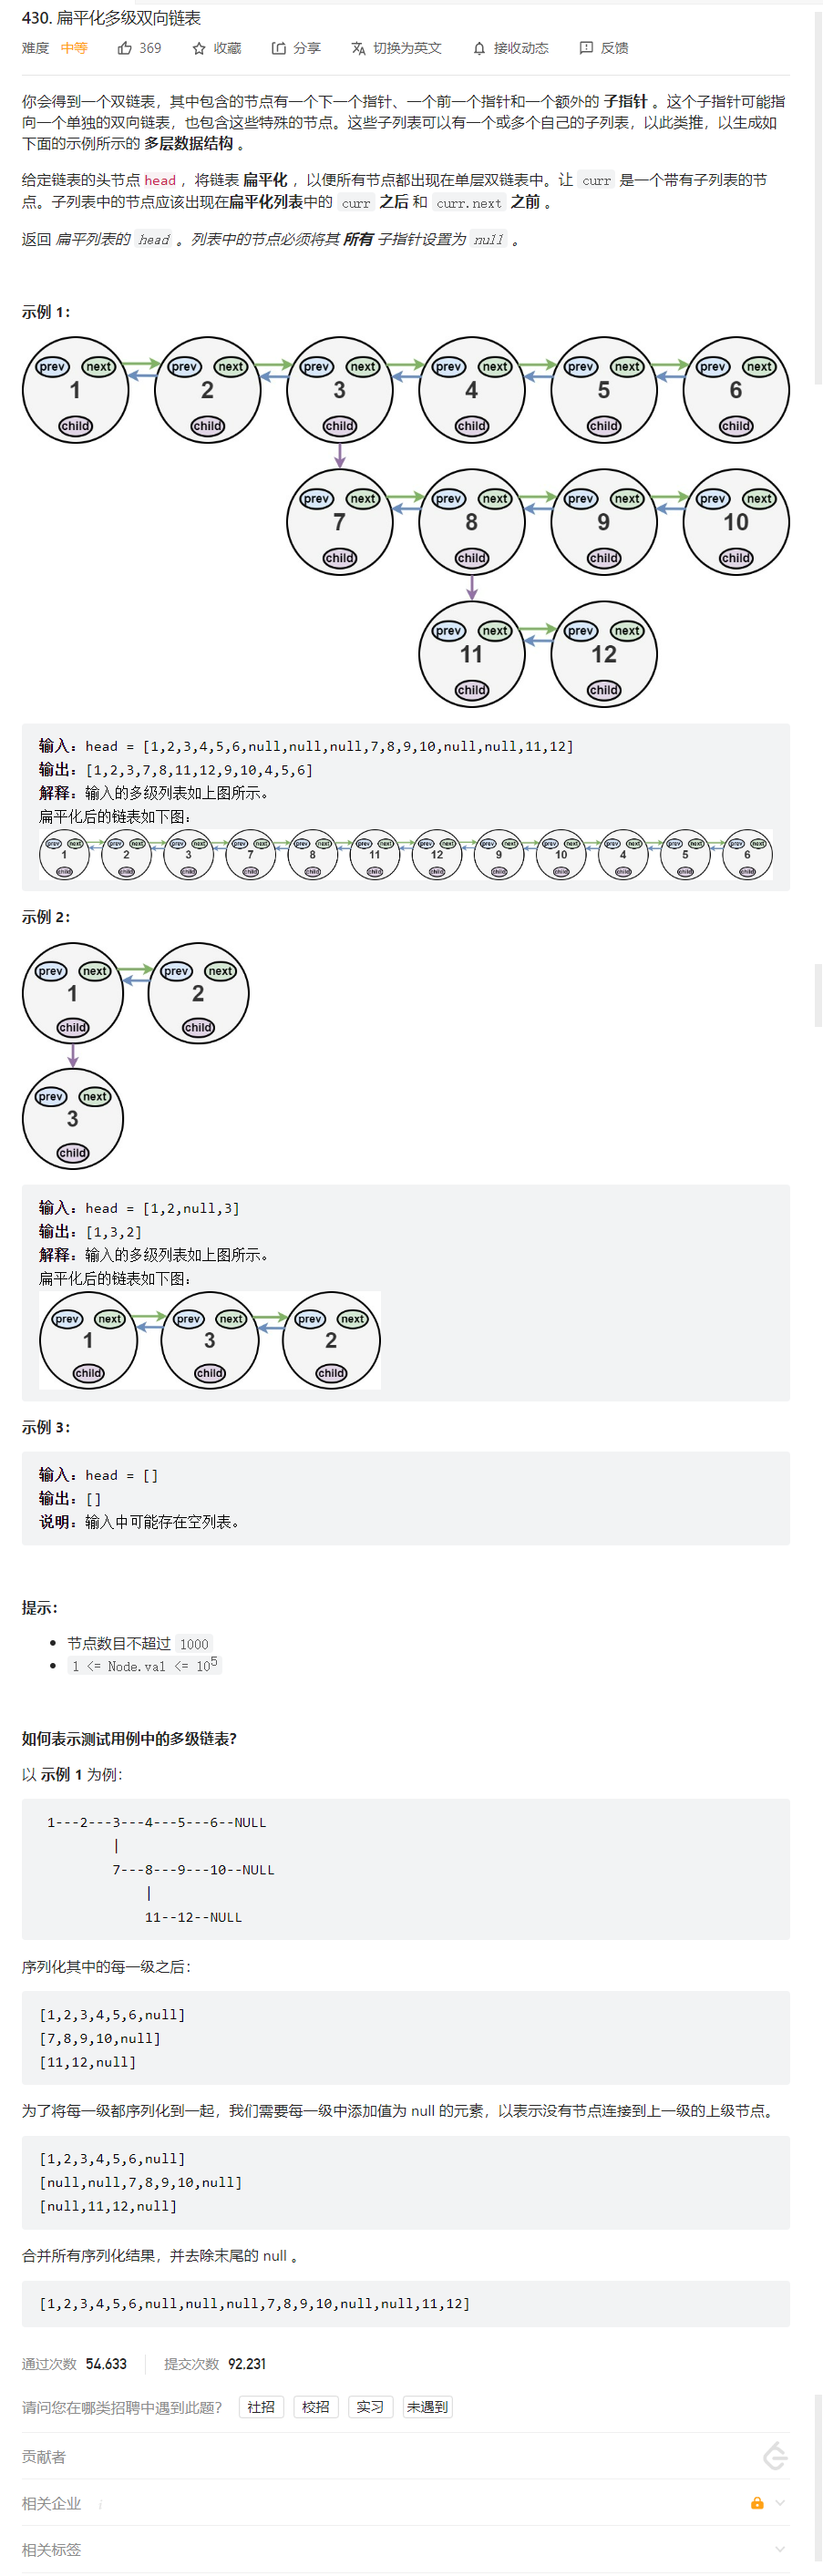 430. 扁平化多级双向链表
难度 中等 369 收藏 分享 切换为英文 接收动态 反馈
你会得到一个双链表，其中包含的节点有一个下一个指针、一个前一个指针和一个额外的 子指针 。这个子指针可能指
向一个单独的双向链表，也包含这些特殊的节点。这些子列表可以有一个或多个自己的子列表，以此类推，以生成如
下面的示例所示的 多层数据结构 。
给定链表的头节点 head ，将链表 扁平化 ，以便所有节点都出现在单层双链表中。让 curr 是一个带有子列表的节
点。子列表中的节点应该出现在扁平化列表中的 curr 之后 和 curr.next 之前 。
返回 扁平列表的 head 。列表中的节点必须将其 所有 子指针设置为 null 。
示例 1：
prev next prev next prev next prev next prev next prev next
1 2 3 4 5 6
child child child child child child
prev next prev next prev next prev next
7 8 9 10
child child child child
prev next prev next
11 12
child child
输入：head = [1,2,3,4,5,6,null,null,null,7,8,9,10,null,null,11,12]
输出：[1,2,3,7,8,11,12,9,10,4,5,6]
解释：输入的多级列表如上图所示。
扁平化后的链表如下图：
prev next prev next prev next prev next prev next prev next prev next prev next prev next prev next prev next prev next
1 2 3 7 8 11 12 9 10 4 5 6
child child child child child child child child child child child child
示例 2：
prev next prev next
1 2
child child
prev next
3
child
输入：head = [1,2,null,3]
输出：[1,3,2]
解释：输入的多级列表如上图所示。
扁平化后的链表如下图：
prev next prev next prev next
1 3 2
child child child
示例 3：
输入：head = []
输出：[]
说明：输入中可能存在空列表。
提示：
• 节点数目不超过 1000
• 1 <= Node.val <= 10^5
如何表示测试用例中的多级链表？
以 示例 1 为例：
1---2---3---4---5---6--NULL
|
7---8---9---10--NULL
|
11--12--NULL
序列化其中的每一级之后：
[1,2,3,4,5,6,null]
[7,8,9,10,null]
[11,12,null]
为了将每一级都序列化到一起，我们需要每一级中添加值为 null 的元素，以表示没有节点连接到上一级的上级节点。
[1,2,3,4,5,6,null]
[null,null,7,8,9,10,null]
[null,11,12,null]
合并所有序列化结果，并去除末尾的 null 。
[1,2,3,4,5,6,null,null,null,7,8,9,10,null,null,11,12]
通过次数 54,633 提交次数 92,231
请问您在哪类招聘中遇到此题？ 社招 校招 实习 未遇到
贡献者
相关企业 i
相关标签